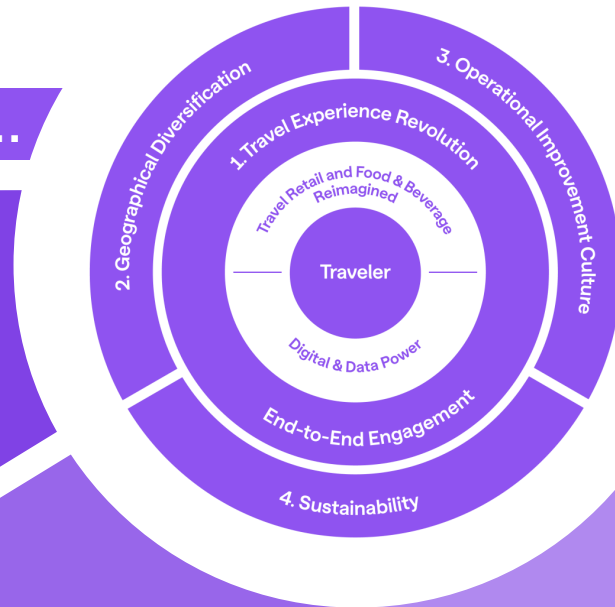 ..
2. Geographical Diversification
3. Operational Improvement Culture
1.Travel Experience Revolution
Travel Retail and Food & Beverage
Reimagined
Traveler
Digital & Data Power
End-to-End Engagement
4. Sustainability